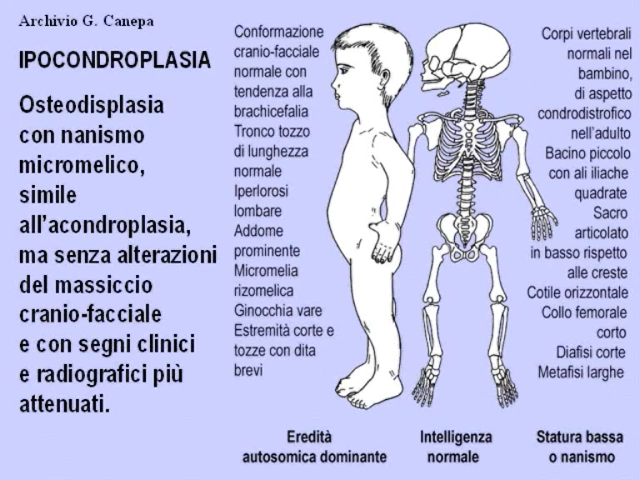 Archivio G. Canepa
IPOCONDROPLASIA
Osteodisplasia
con nanismo
micromelico,
simile
all'acondroplasia,
ma senza alterazioni
del massiccio
cranio-facciale
e con segni clinici
e radiografici più
attenuati.
Conformazione
cranio-facciale
normale con
tendenza alla
brachicefalia
Tronco tozzo
di lunghezza
normale
Iperlorosi
lombare
Addome
prominente
Micromelia
rizomelica
Ginocchia vare
Estremità corte e
tozze con dita
brevi
Corpi vertebrali
normali nel
bambino,
di aspetto
condrodistrofico
nell'adulto
Bacino piccolo
con ali iliache
quadrate
Sacro
articolato
in basso rispetto
alle creste
Cotile orizzontale
Collo femorale
corto
Diafisi corte
Metafisi larghe
Eredità
autosomica dominante
Intelligenza
normale
Statura bassa
o nanismo